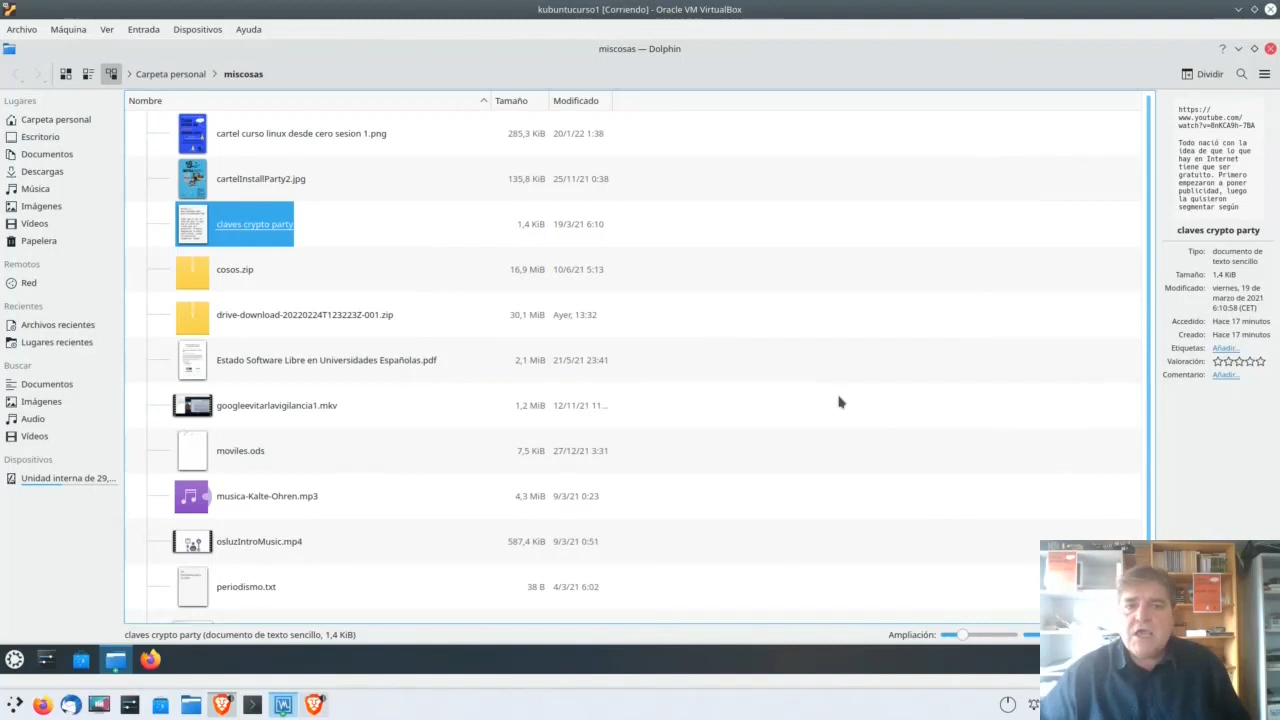 kubuntucurso1 [Corriendo] - Oracle VM VirtualBox
Archivo Máquina Ver Entrada Dispositivos Ayuda
miscosas — Dolphin
Carpeta personal > miscosas
Dividir
Lugares
Carpeta personal
Escritorio
Documentos
Descargas
Música
Imágenes
Vídeos
Papelera
Remotos
Red
Recientes
Archivos recientes
Lugares recientes
Buscar
Documentos
Imágenes
Audio
Vídeos
Dispositivos
Unidad interna de 29,...
Nombre Tamaño Modificado
cartel curso linux desde cero sesion 1.png 285,3 KiB 20/1/22 1:38
cartelInstallParty2.jpg 135,8 KiB 25/11/21 0:38
claves crypto party 1,4 KiB 19/3/21 6:10
cosos.zip 16,9 MiB 10/6/21 5:13
drive-download-20220224T123223Z-001.zip 30,1 MiB Ayer, 13:32
Estado Software Libre en Universidades Españolas.pdf 2,1 MiB 21/5/21 23:41
googleevitarlavigilancia1.mkv 1,2 MiB 12/11/21 11...
moviles.ods 7,5 KiB 27/12/21 3:31
musica-Kalte-Ohren.mp3 4,3 MiB 9/3/21 0:23
osluzIntroMusic.mp4 587,4 KiB 9/3/21 0:51
periodismo.txt 38 B 4/3/21 6:02
claves crypto party (documento de texto sencillo, 1,4 KiB)
Ampliación:
https://
www.youtube.com/
watch?v=8nKCA9h-7BA
Todo nació con la
idea de que lo que
hay en Internet
tiene que ser
gratuito. Primero
empezaron a poner
publicidad, luego
la quisieron
segmentar según
claves crypto party
Tipo: documento de
texto sencillo
Tamaño: 1,4 KiB
Modificado: viernes, 19 de
marzo de 2021
6:10:58 (CET)
Accedido: Hace 17 minutos
Creado: Hace 17 minutos
Etiquetas: Añadir...
Valoración:
Comentario: Añadir...